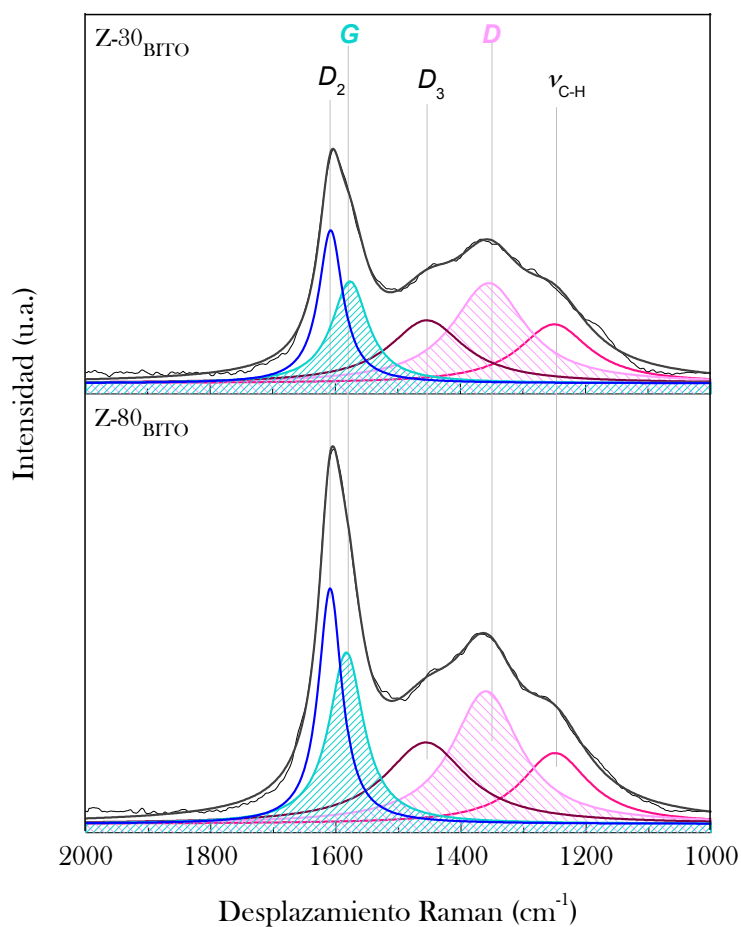 Z-30BITO
G
D
D2
D3
νC-H
Intensidad (u.a.)
Z-80BITO
2000 1800 1600 1400 1200 1000
Desplazamiento Raman (cm-1)